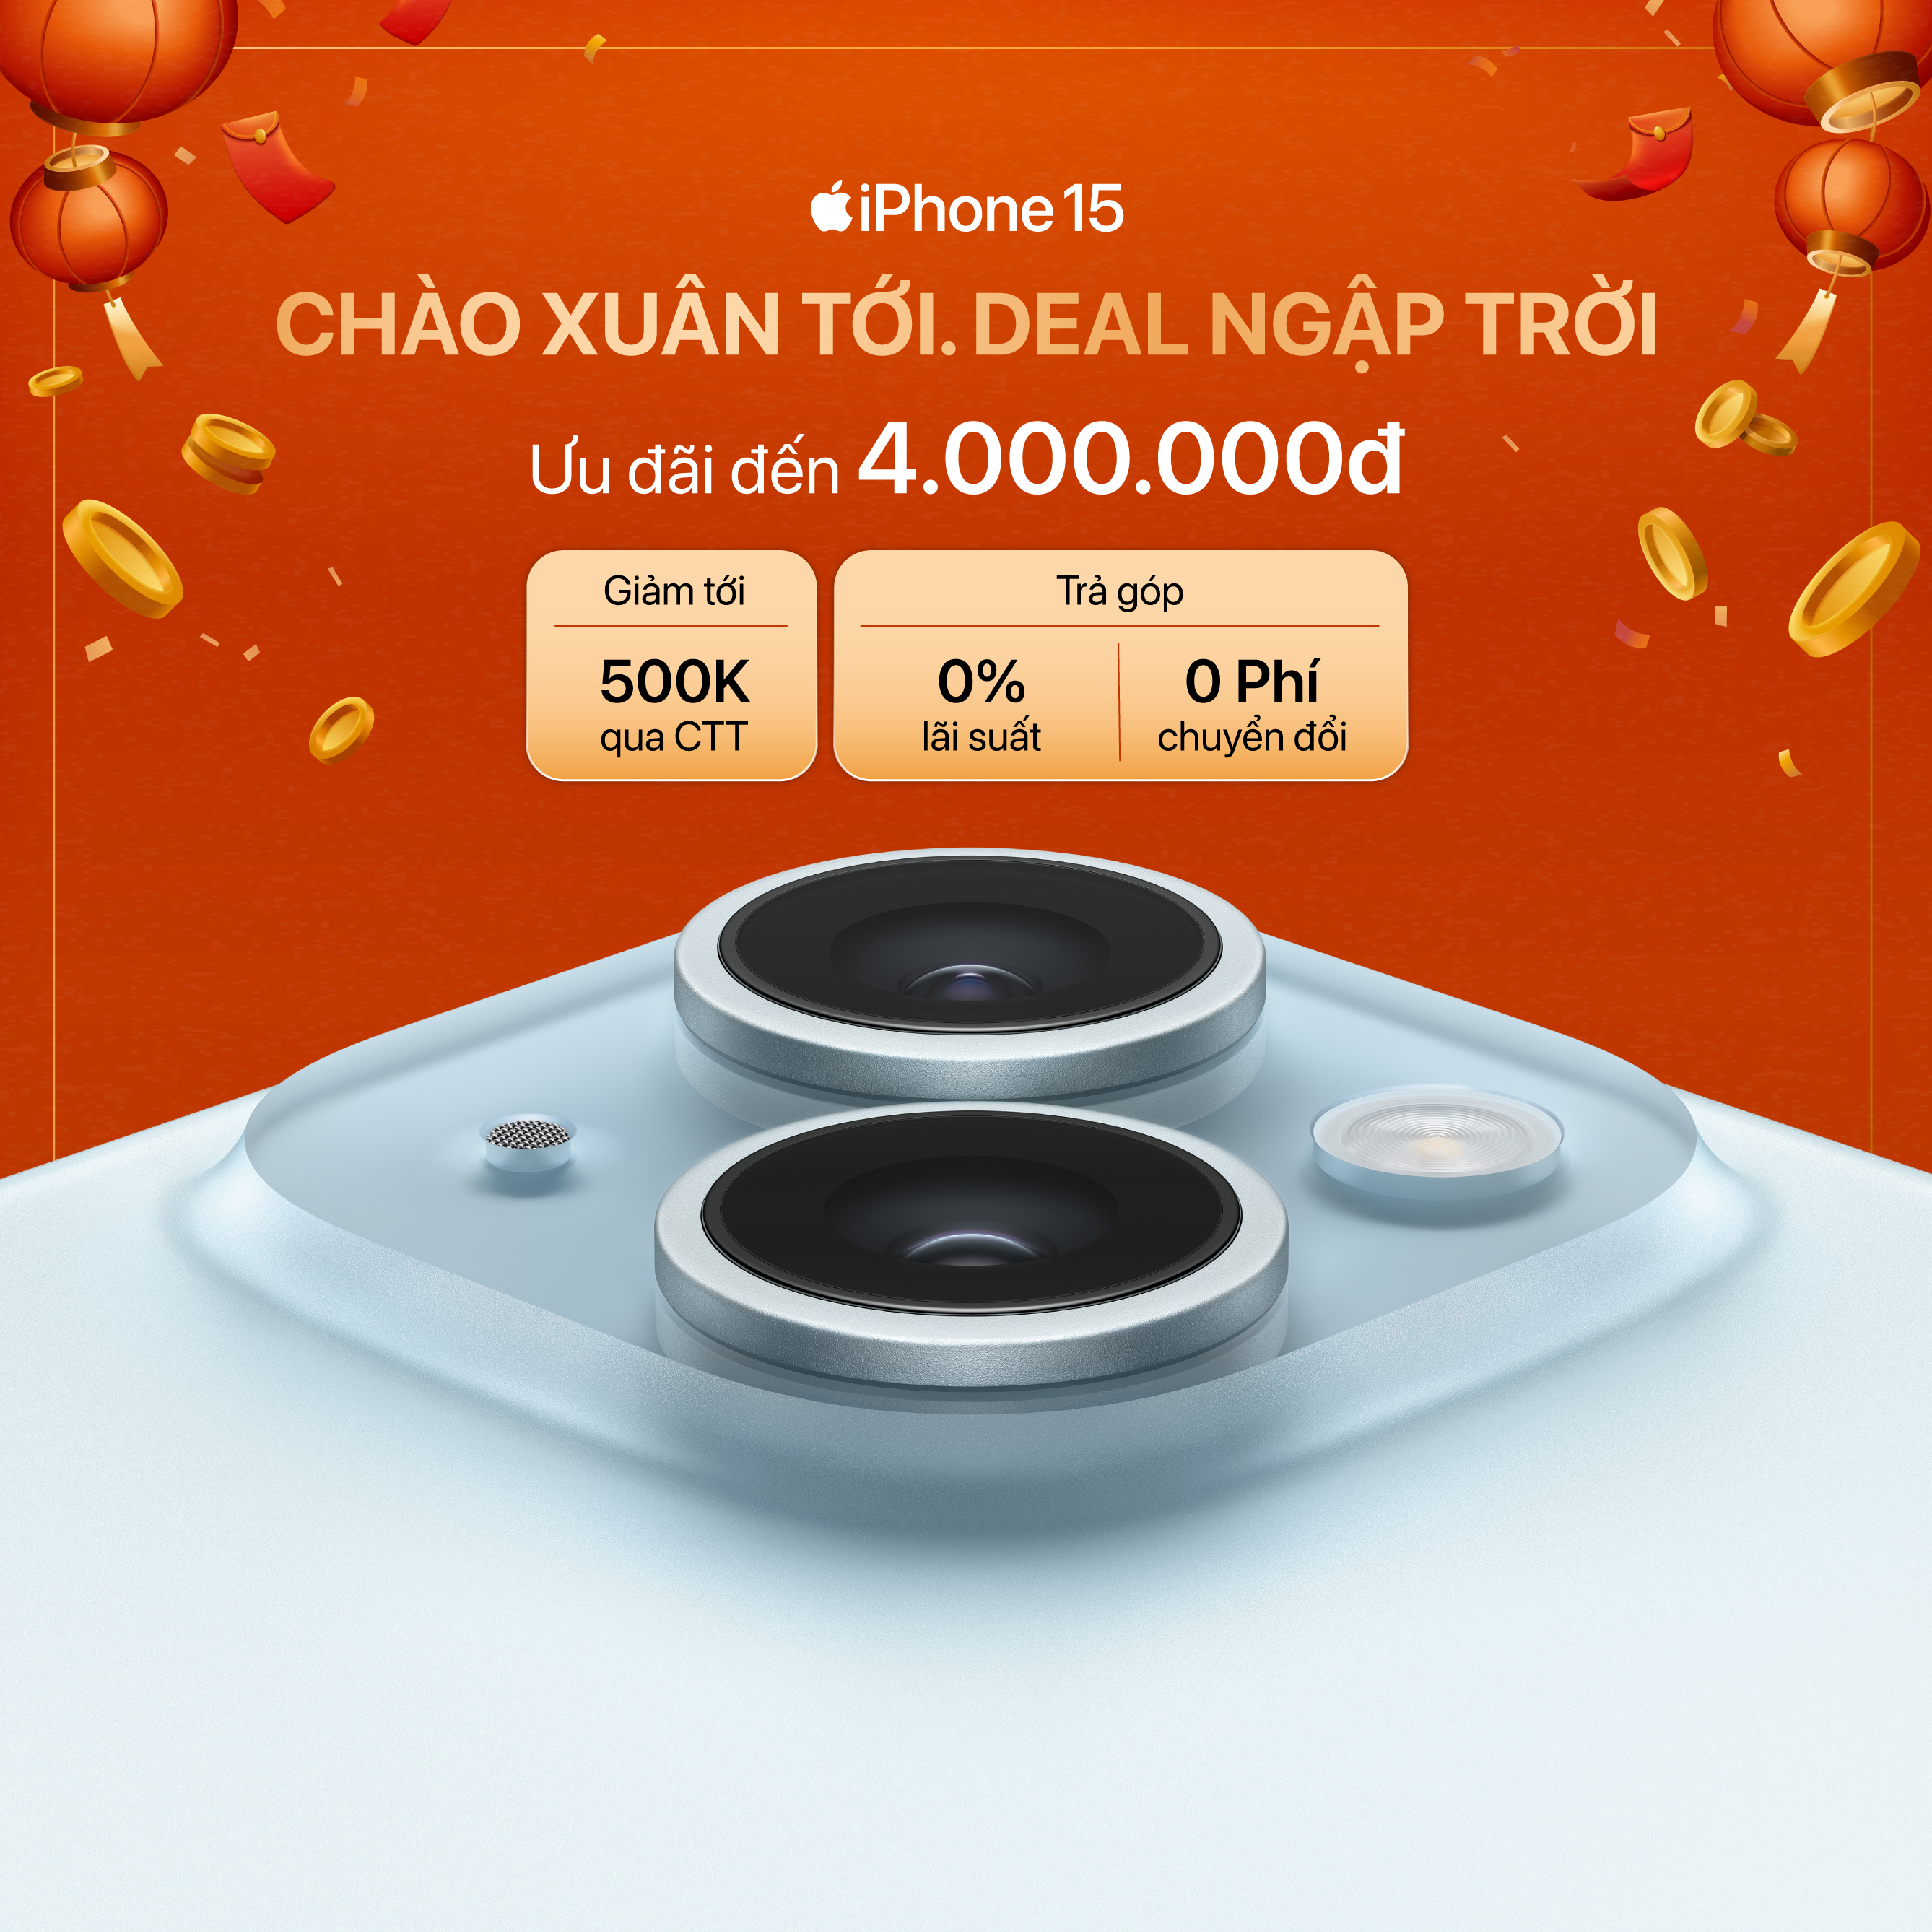 iPhone 15
CHÀO XUÂN TỚI. DEAL NGẬP TRỜI
Ưu đãi đến 4.000.000đ
Giảm tới
500K
qua CTT
Trả góp
0%
lãi suất
0 Phí
chuyển đổi